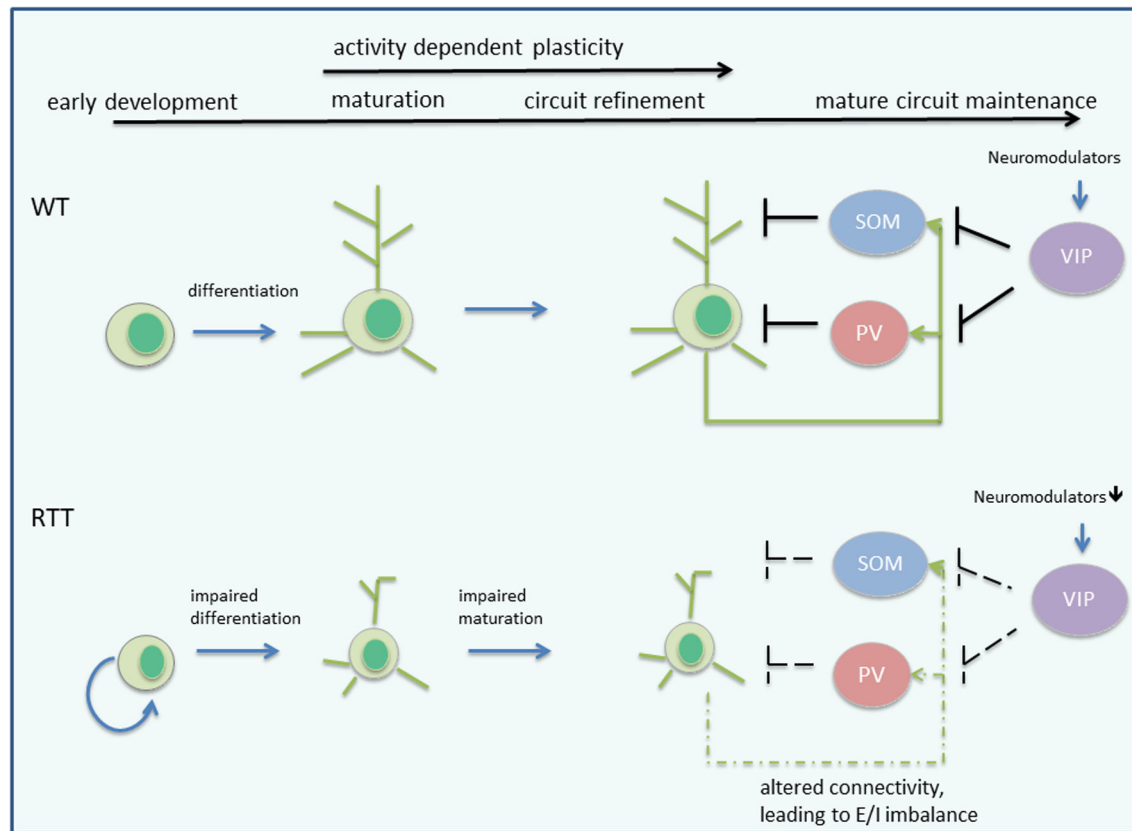 activity dependent plasticity
early development
maturation
circuit refinement
mature circuit maintenance
Neuromodulators
WT
SOM
VIP
differentiation
PV
Neuromodulators
RTT
SOM
impaired
differentiation
impaired
maturation
VIP
PV
altered connectivity,
leading to E/I imbalance